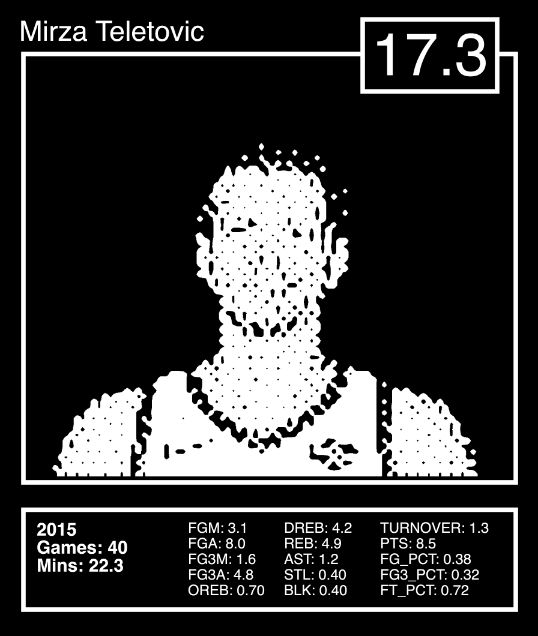 Mirza Teletovic
17.3
2015
Games: 40
Mins: 22.3
FGM: 3.1
FGA: 8.0
FG3M: 1.6
FG3A: 4.8
OREB: 0.70
DREB: 4.2
REB: 4.9
AST: 1.2
STL: 0.40
BLK: 0.40
TURNOVER: 1.3
PTS: 8.5
FG_PCT: 0.38
FG3_PCT: 0.32
FT_PCT: 0.72